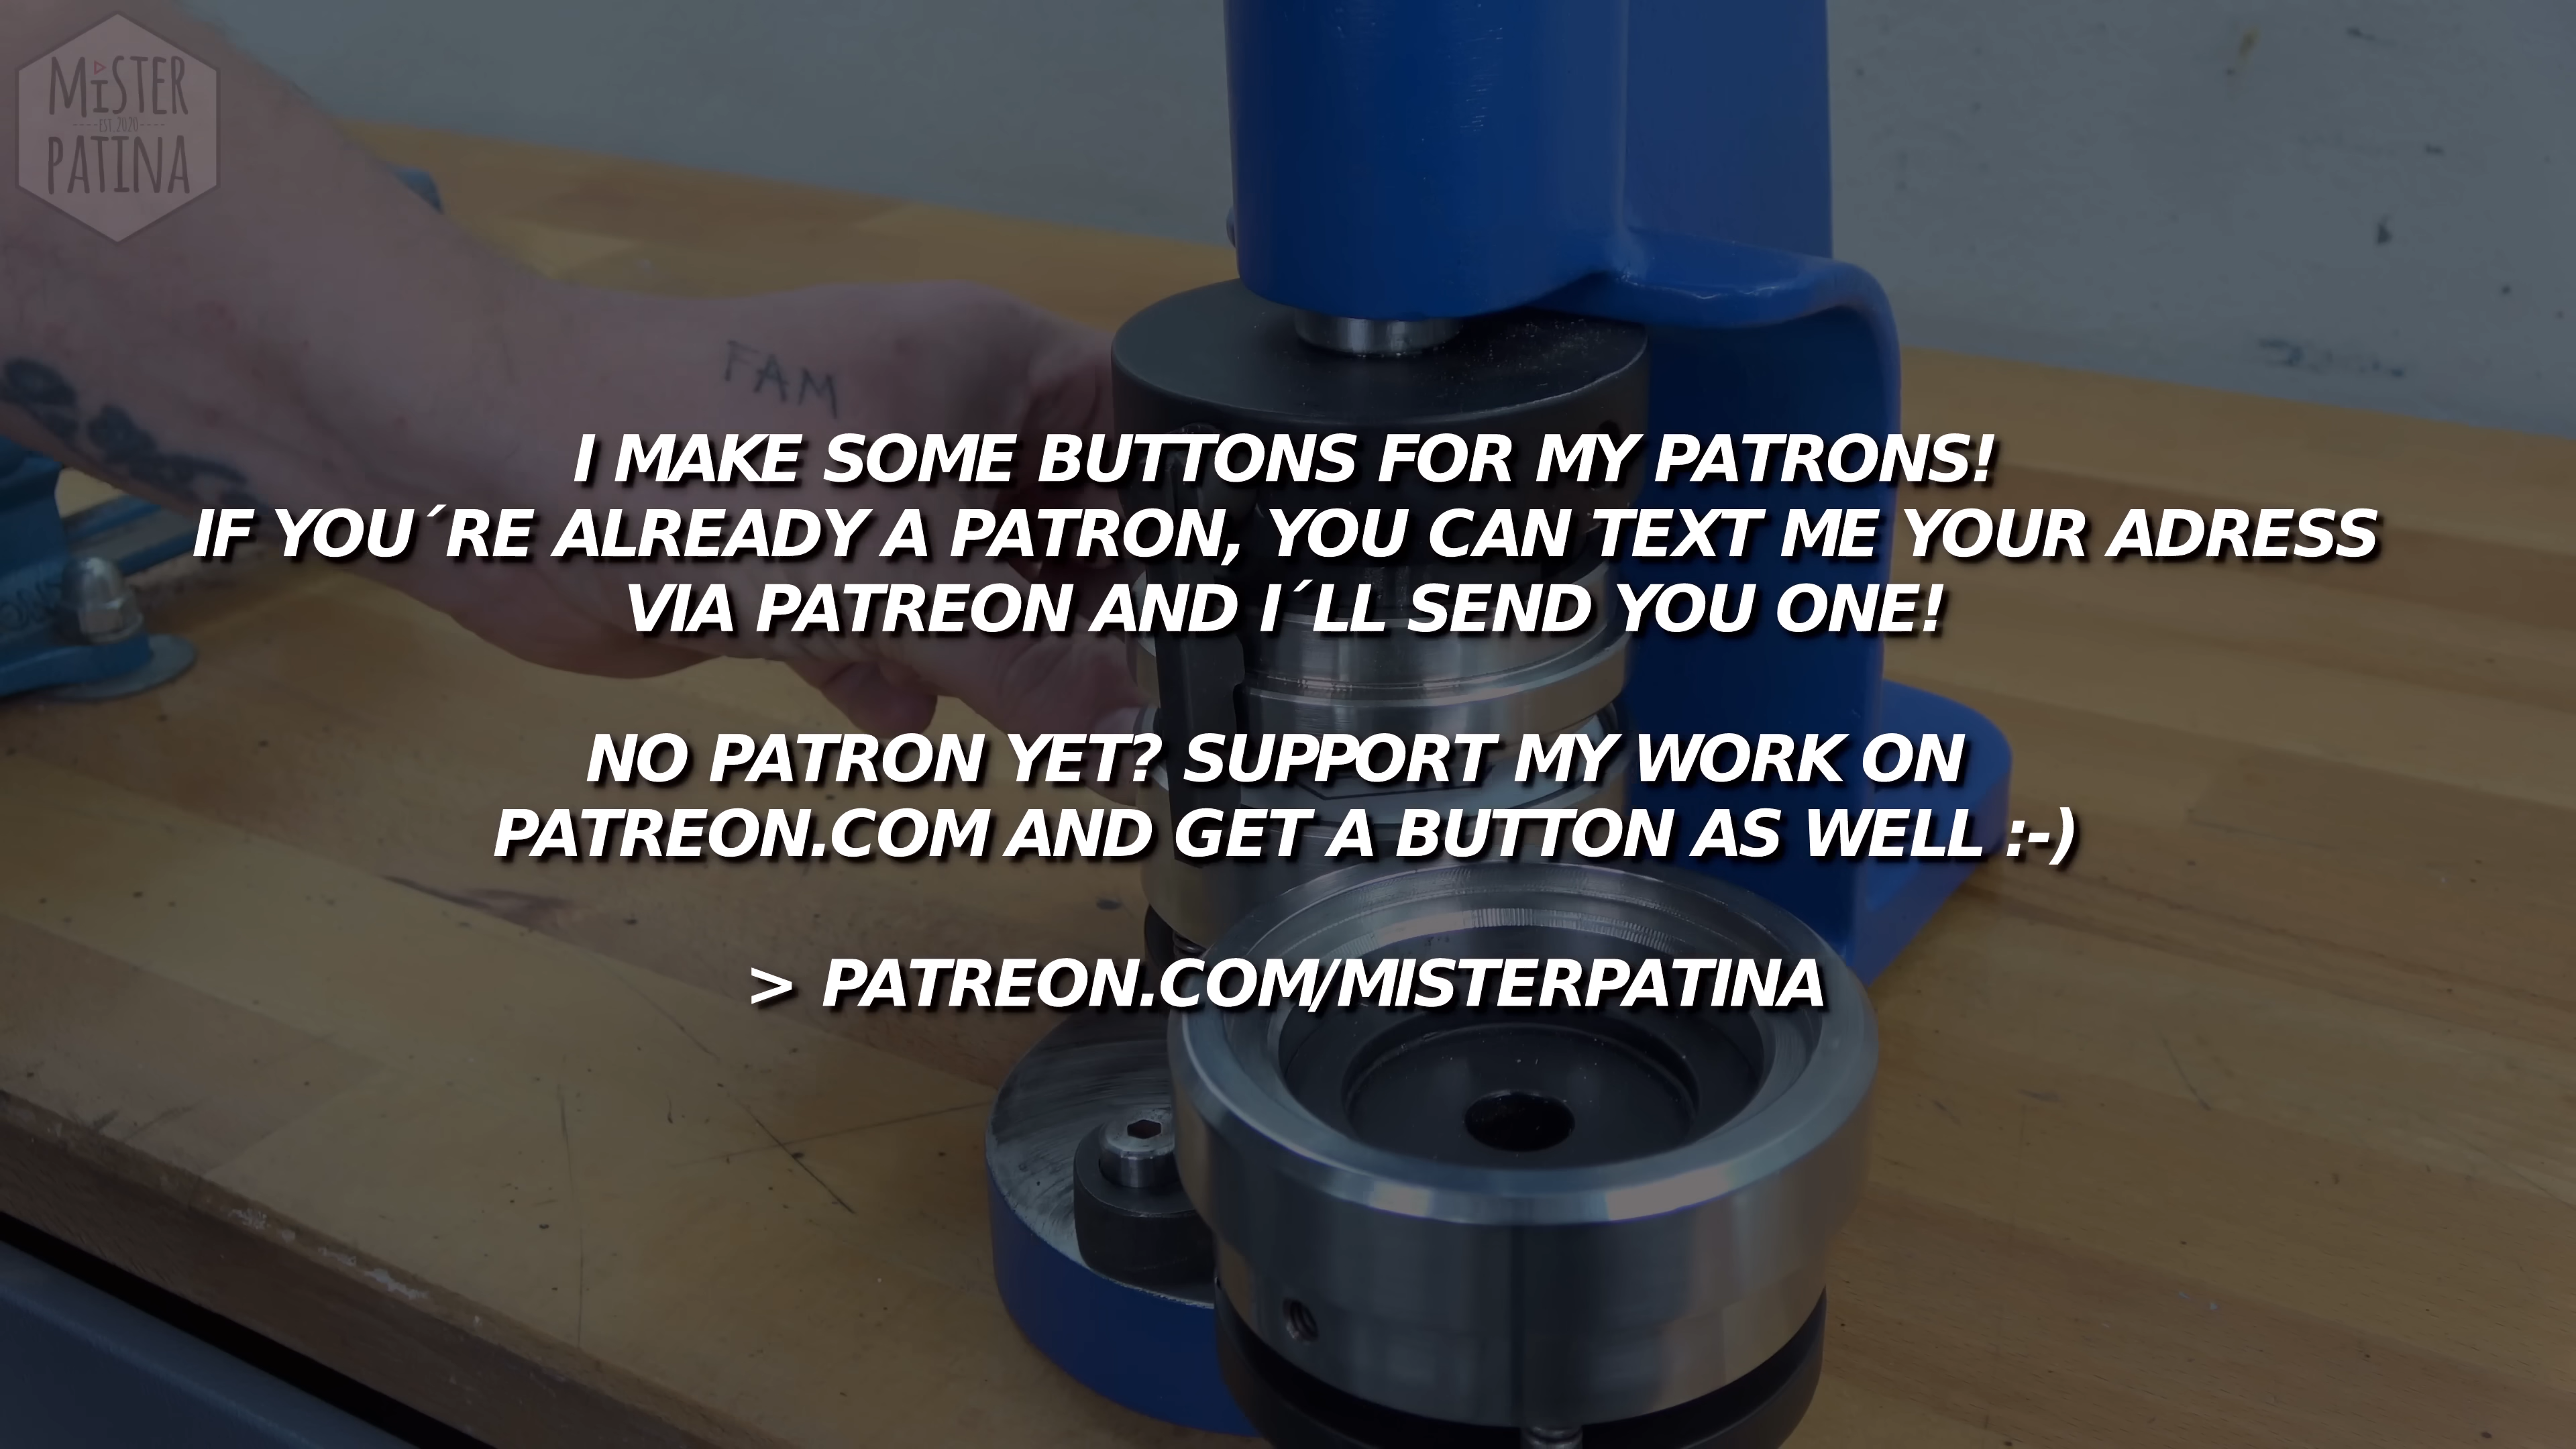 MiSTER
EST 2020
PATINA
FAM
I MAKE SOME BUTTONS FOR MY PATRONS!
IF YOU´RE ALREADY A PATRON, YOU CAN TEXT ME YOUR ADRESS
VIA PATREON AND I´LL SEND YOU ONE!
NO PATRON YET? SUPPORT MY WORK ON
PATREON.COM AND GET A BUTTON AS WELL :-)
> PATREON.COM/MISTERPATINA